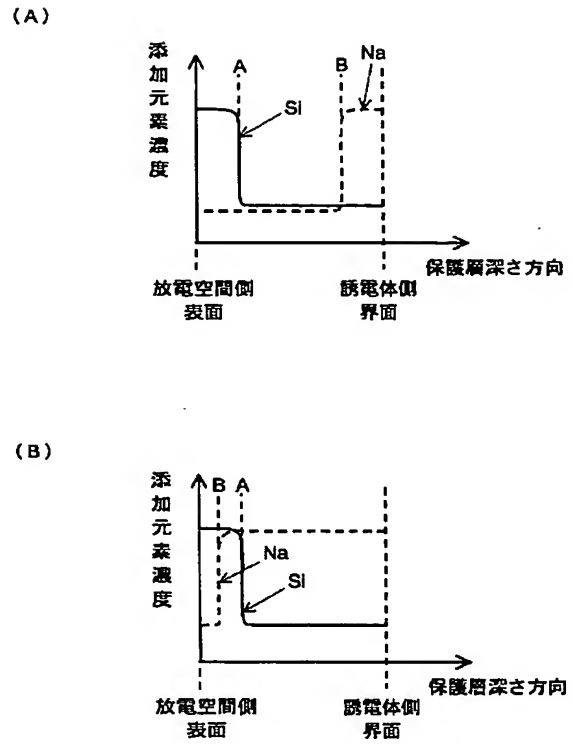 (A)
添加元素濃度
A
B
Na
Si
保護層深さ方向
放電空間側
表面
誘電体側
界面
(B)
添加元素濃度
B A
Na
Si
保護層深さ方向
放電空間側
表面
誘電体側
界面